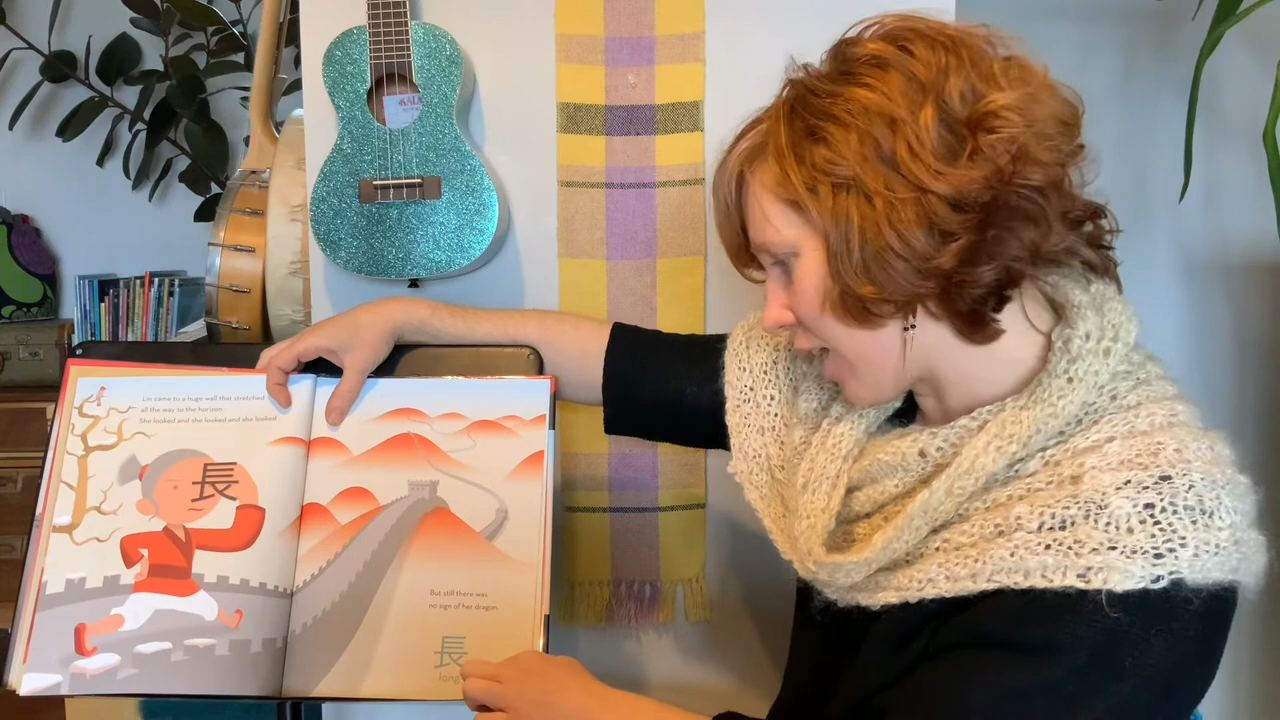 KALA
Lin came to a huge wall that stretched
all the way to the horizon.
She looked and she looked and she looked
長
But still there was
no sign of her dragon.
長
long